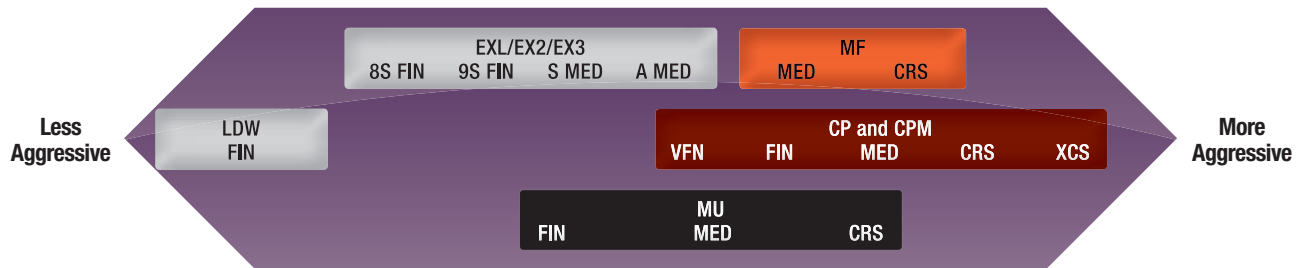 EXL/EX2/EX3
8S FIN 9S FIN S MED A MED
MF
MED CRS
Less
Aggressive
LDW
FIN
CP and CPM
VFN FIN MED CRS XCS
More
Aggressive
MU
FIN MED CRS